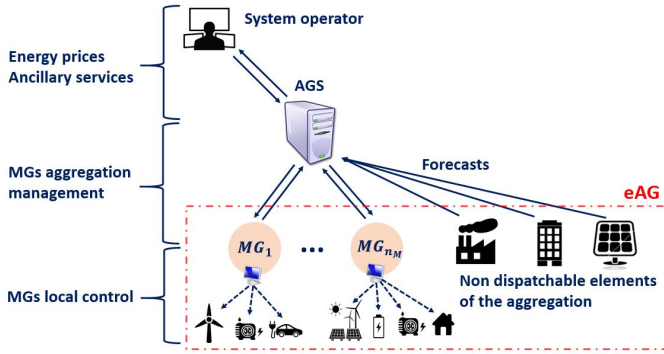 System operator
Energy prices
Ancillary services
AGS
MGs aggregation
management
Forecasts
eAG
MG1
...
MGnM
Non dispatchable elements
of the aggregation
MGs local control